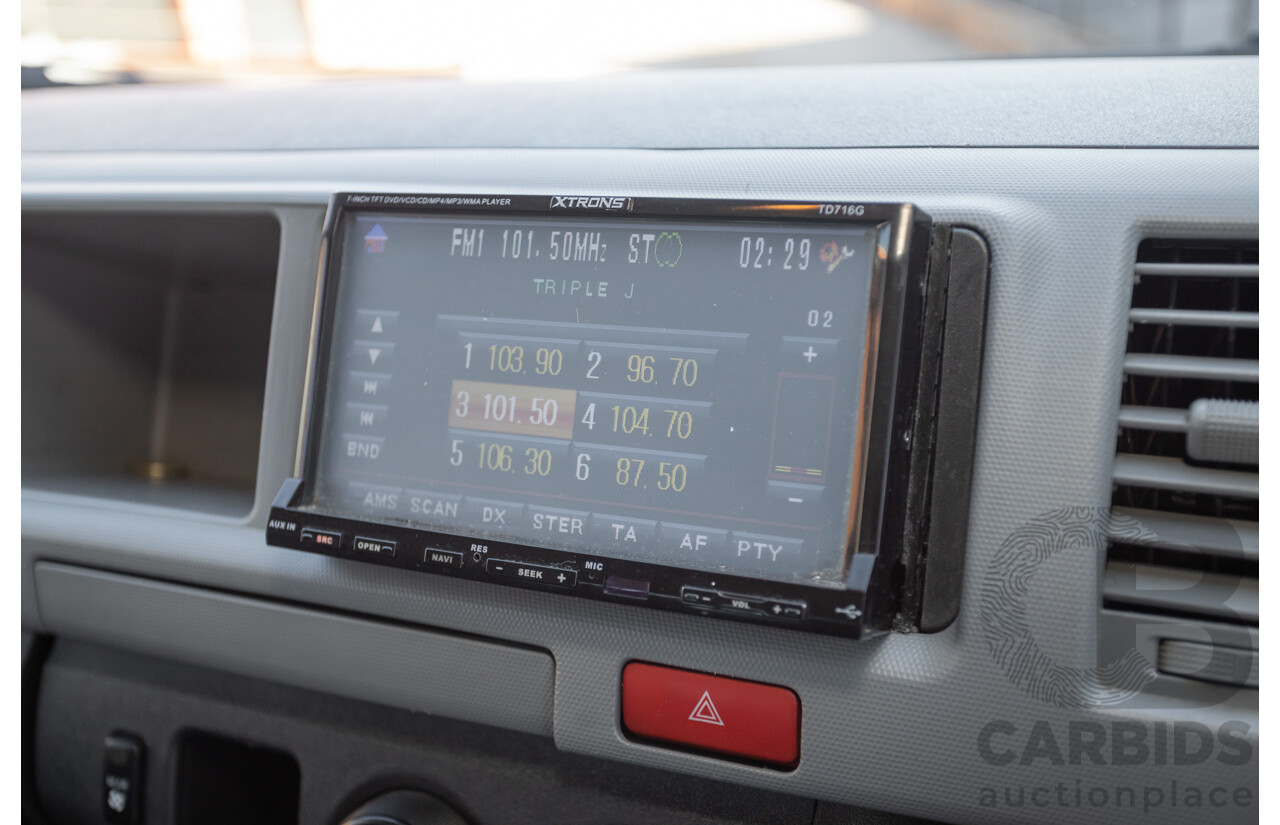 7-INCH TFT DVD/VCD/CD/MP4/MP3/WMA PLAYER XTRONS TD716G
FM1 101.50MHz ST 02:29
TRIPLE J
02
+
1 103.90 2 96.70
3 101.50 4 104.70
5 106.30 6 87.50
BND
-
AMS SCAN DX STER TA AF PTY
AUX IN SRC OPEN NAVI RES - SEEK + MIC - VOL +
CB
CARBIDS
auctionplace